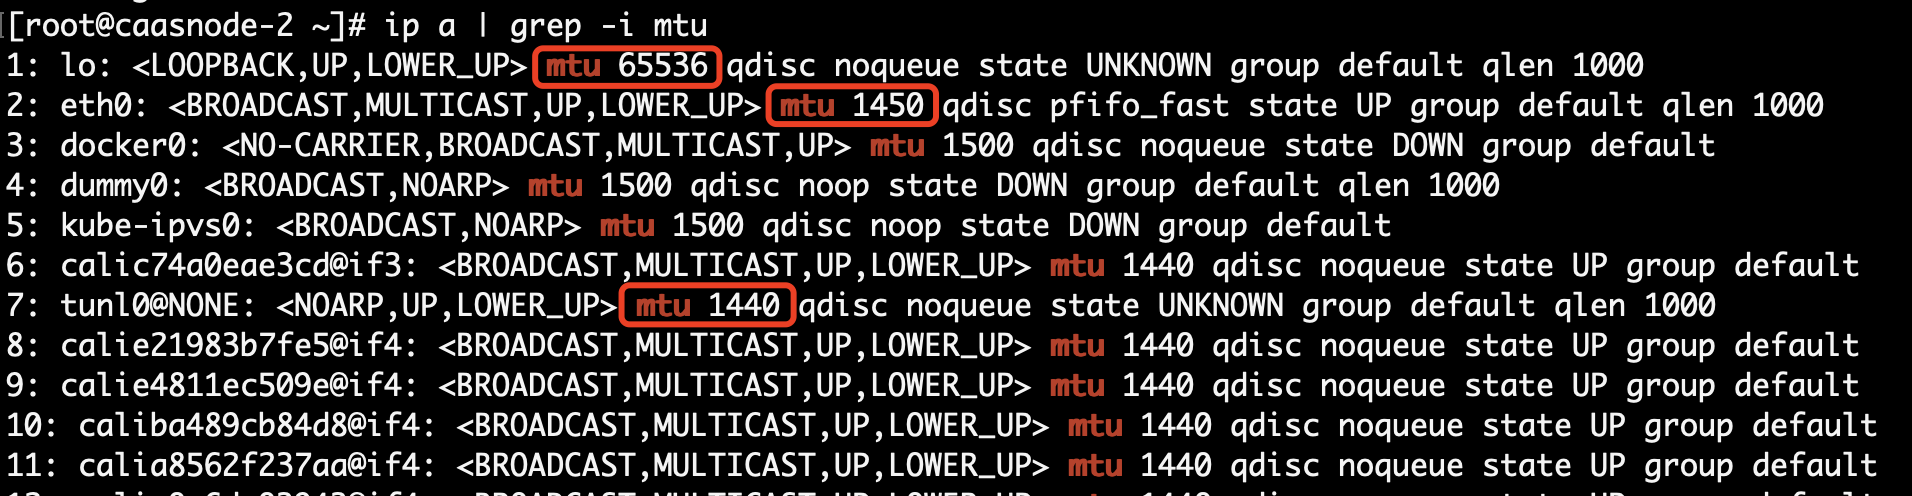 [root@caasnode-2 ~]# ip a | grep -i mtu
1: lo: <LOOPBACK,UP,LOWER_UP> mtu 65536 qdisc noqueue state UNKNOWN group default qlen 1000
2: eth0: <BROADCAST,MULTICAST,UP,LOWER_UP> mtu 1450 qdisc pfifo_fast state UP group default qlen 1000
3: docker0: <NO-CARRIER,BROADCAST,MULTICAST,UP> mtu 1500 qdisc noqueue state DOWN group default
4: dummy0: <BROADCAST,NOARP> mtu 1500 qdisc noop state DOWN group default qlen 1000
5: kube-ipvs0: <BROADCAST,NOARP> mtu 1500 qdisc noop state DOWN group default
6: calic74a0eae3cd@if3: <BROADCAST,MULTICAST,UP,LOWER_UP> mtu 1440 qdisc noqueue state UP group default
7: tunl0@NONE: <NOARP,UP,LOWER_UP> mtu 1440 qdisc noqueue state UNKNOWN group default qlen 1000
8: calie21983b7fe5@if4: <BROADCAST,MULTICAST,UP,LOWER_UP> mtu 1440 qdisc noqueue state UP group default
9: calie4811ec509e@if4: <BROADCAST,MULTICAST,UP,LOWER_UP> mtu 1440 qdisc noqueue state UP group default
10: caliba489cb84d8@if4: <BROADCAST,MULTICAST,UP,LOWER_UP> mtu 1440 qdisc noqueue state UP group default
11: calia8562f237aa@if4: <BROADCAST,MULTICAST,UP,LOWER_UP> mtu 1440 qdisc noqueue state UP group default